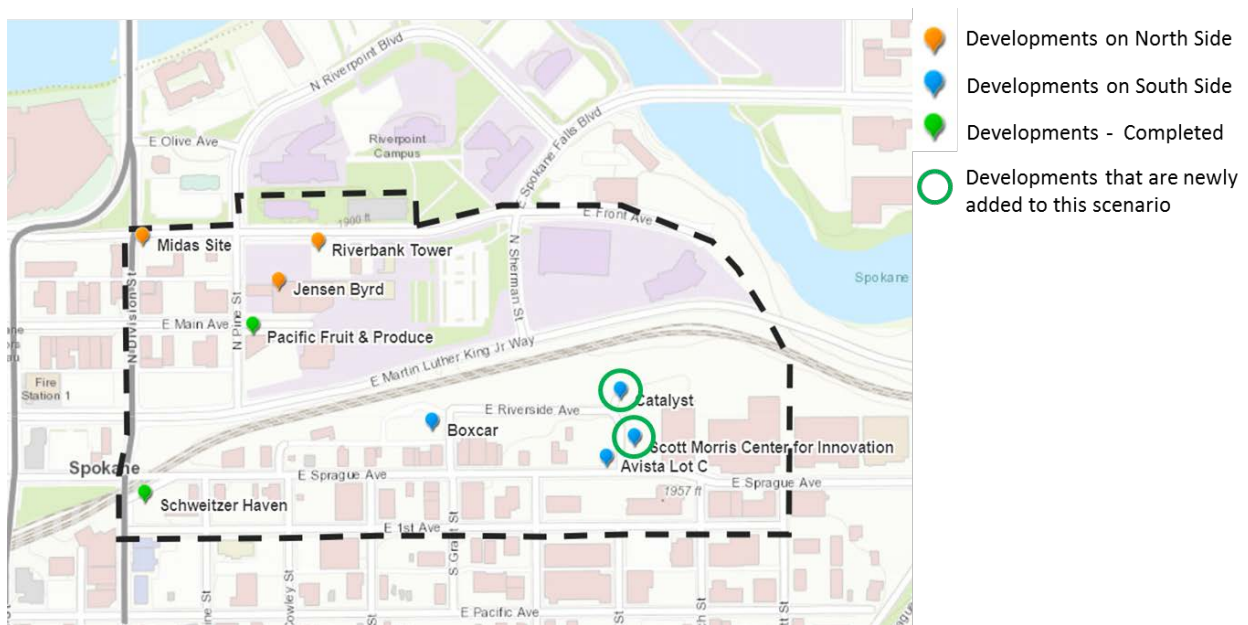 N Riverpoint Blvd
E Olive Ave
Riverpoint
Campus
E Spokane Falls Blvd
1900 ft
E Front Ave
Midas Site
Riverbank Tower
N Sherman St
Spokane
Jensen Byrd
N Division St
N Pine St
E Main Ave
Pacific Fruit & Produce
E Martin Luther King Jr Way
Fire
Station 1
Catalyst
E Riverside Ave
Boxcar
Scott Morris Center for Innovation
Avista Lot C
Spokane
E Sprague Ave
E Sprague Ave
1957 ft
Schweitzer Haven
E 1st Ave
S Grant St
E Pacific Ave
St
St
Developments on North Side
Developments on South Side
Developments - Completed
Developments that are newly
added to this scenario